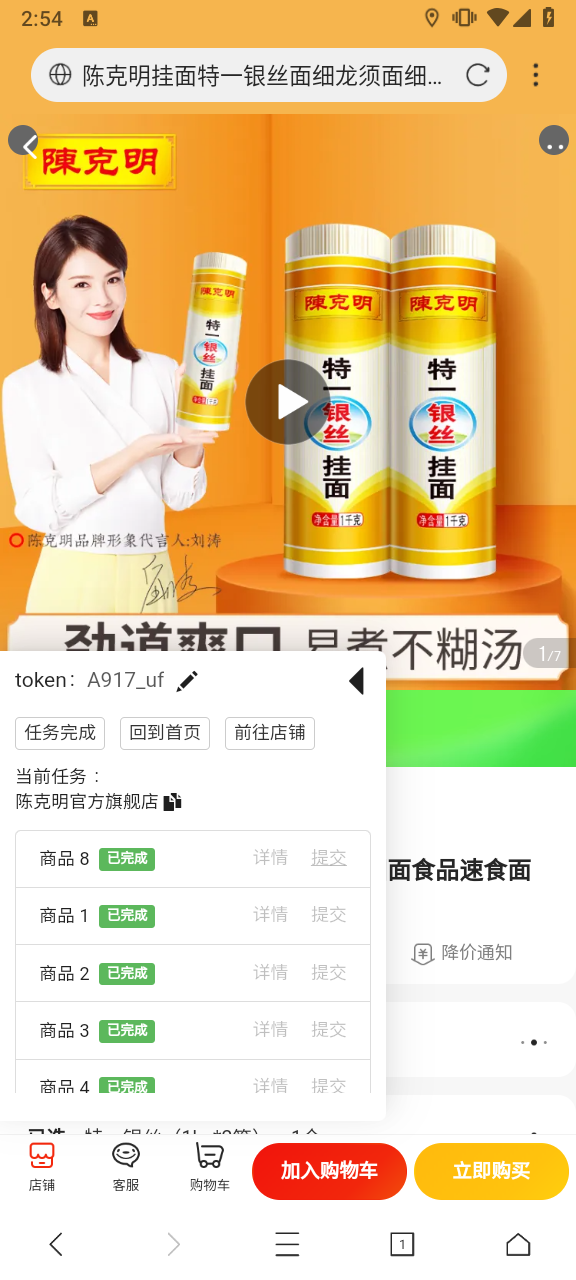 2:54
A
陈克明挂面特一银丝面细龙须面细...
陳克明
陳克明
特一
银丝
挂面
净含量1千克
陳克明
特一
银丝
挂面
净含量1千克
陳克明
特一
银丝
挂面
净含量1千克
陈克明品牌形象代言人:刘涛
劲道爽口 易煮不糊汤
1/7
token: A917_uf
任务完成 回到首页 前往店铺
当前任务：
陈克明官方旗舰店
商品 8 已完成 详情 提交
面食品速食面
商品 1 已完成 详情 提交
降价通知
商品 2 已完成 详情 提交
商品 3 已完成 详情 提交
商品 4 已完成 详情 提交
店铺 客服 购物车 加入购物车 立即购买
1